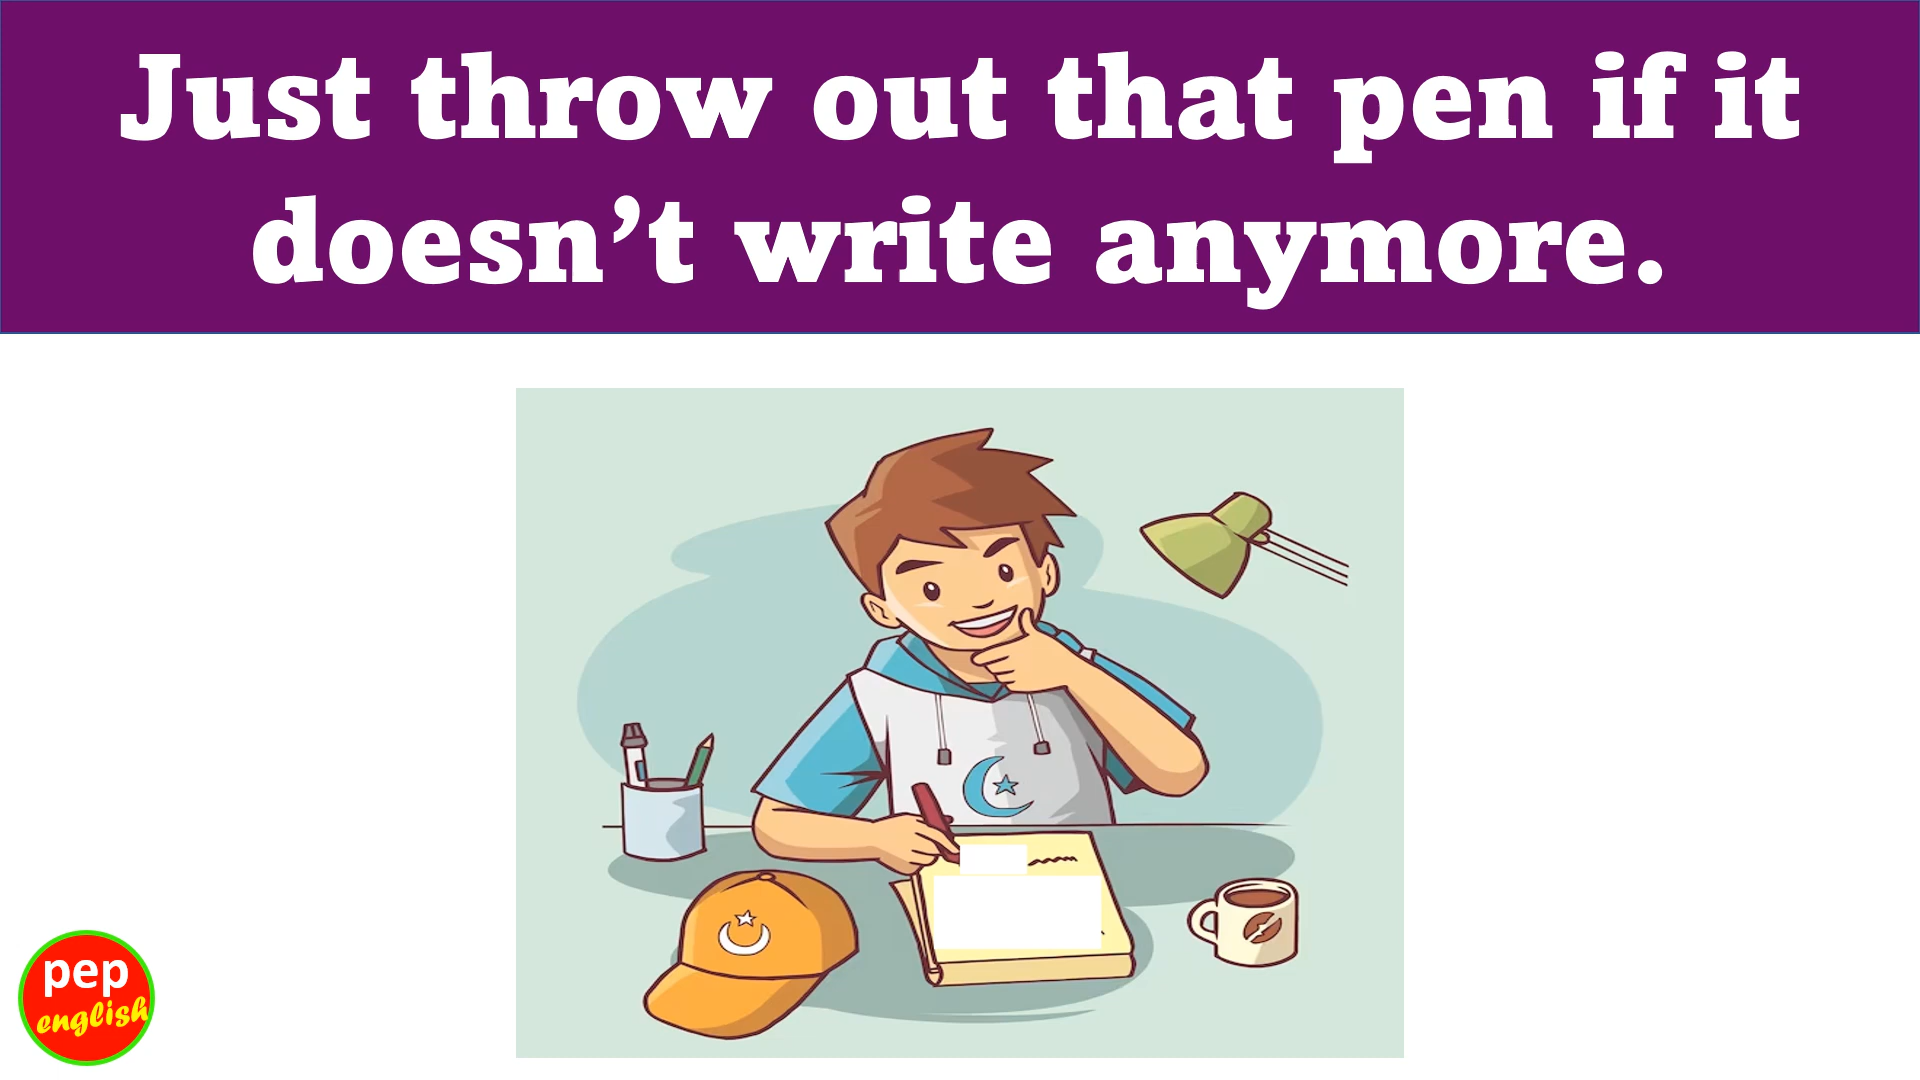 Just throw out that pen if it
doesn’t write anymore.
pep
english